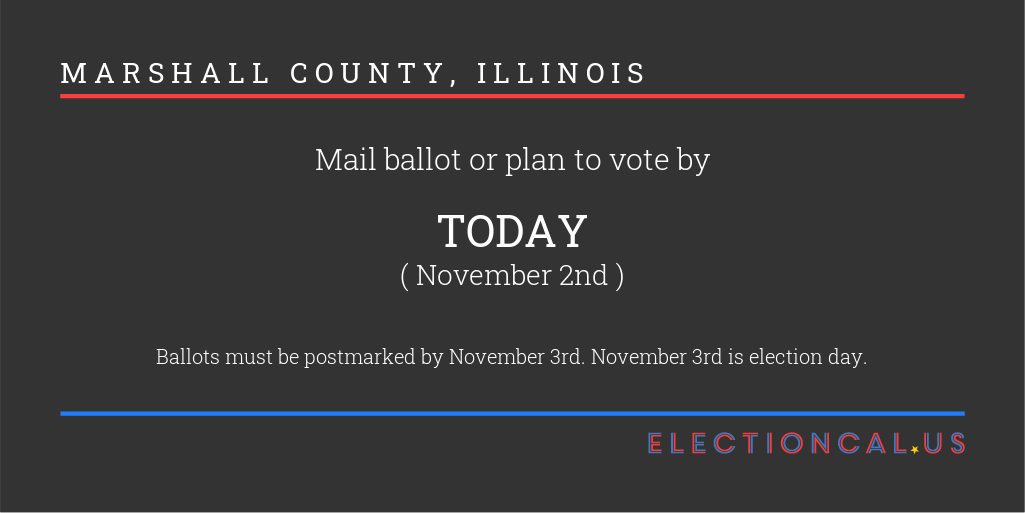 MARSHALL COUNTY, ILLINOIS
Mail ballot or plan to vote by
TODAY
( November 2nd )
Ballots must be postmarked by November 3rd. November 3rd is election day.
ELECTIONCAL.US